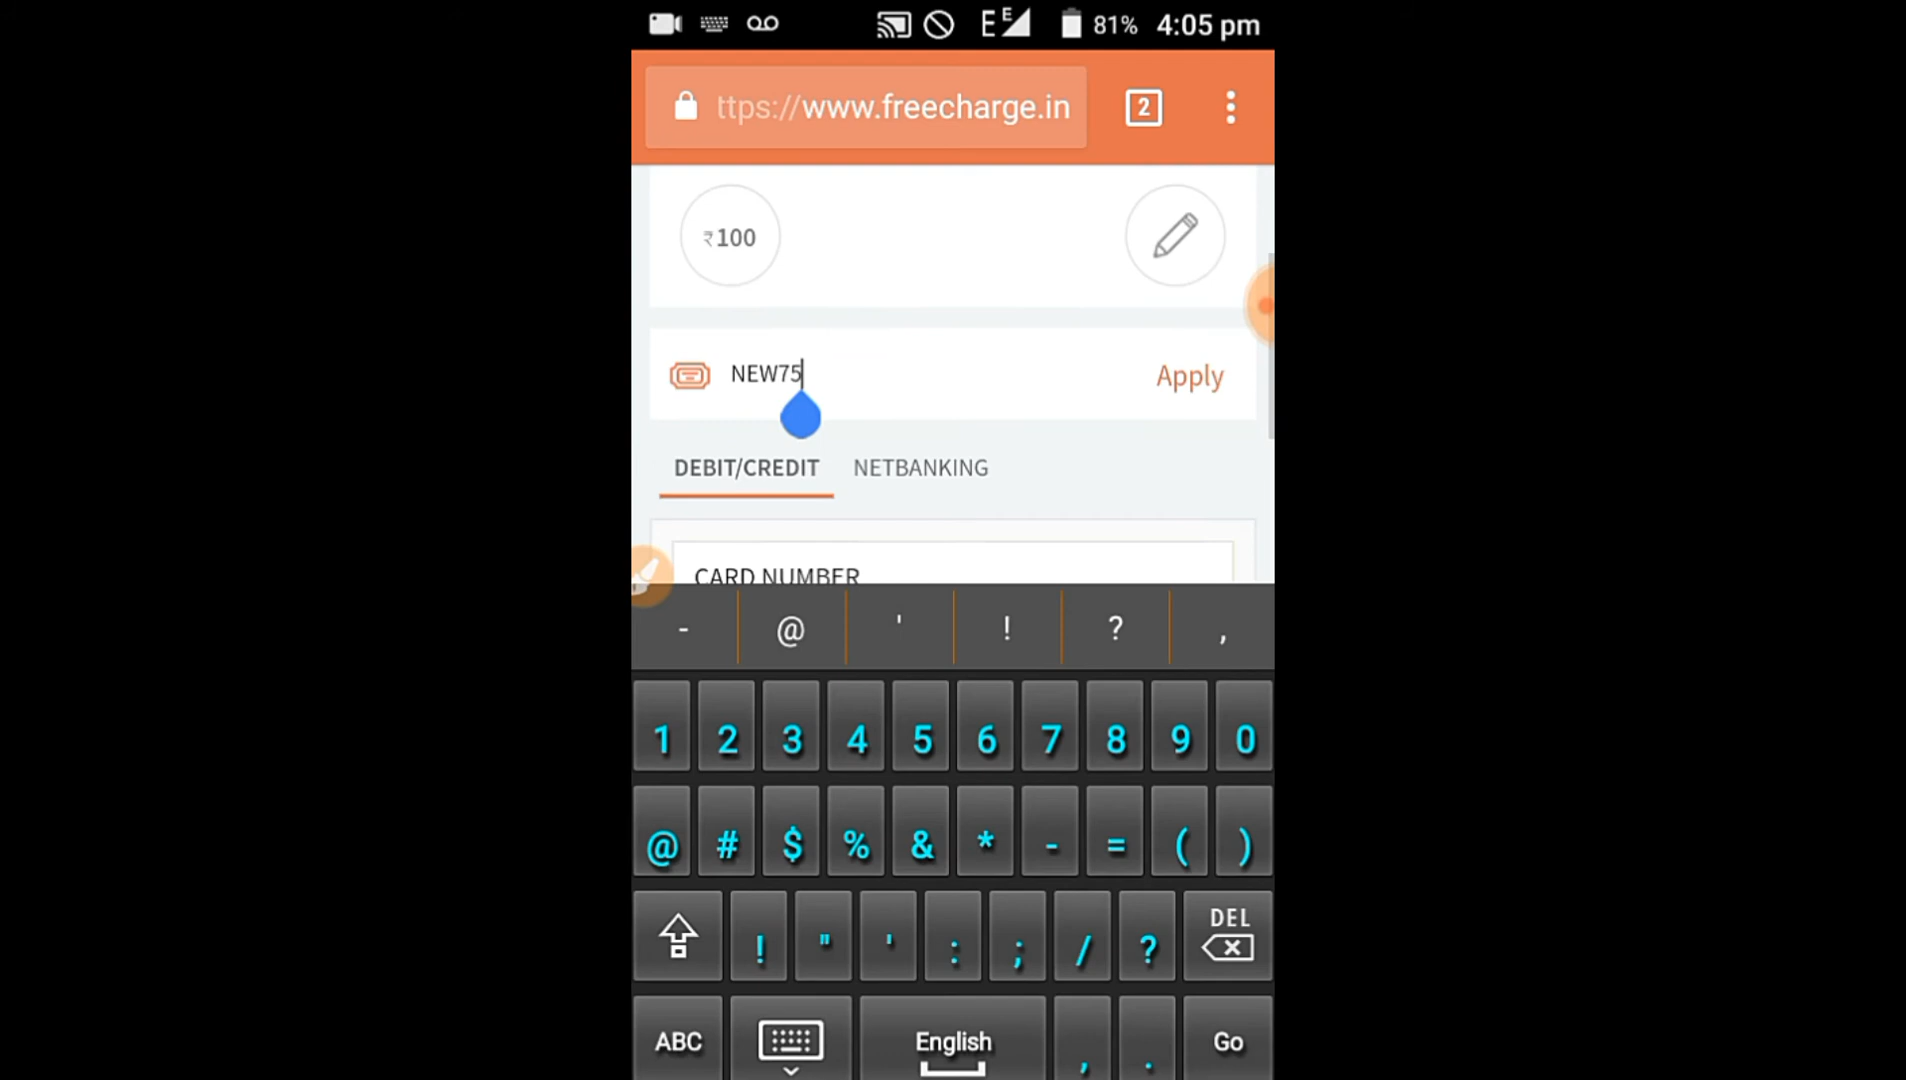 E E 81% 4:05 pm
ttps://www.freecharge.in 2
₹100
NEW75 Apply
DEBIT/CREDIT NETBANKING
CARD NUMBER
- @ ' ! ? ,
1 2 3 4 5 6 7 8 9 0
@ # $ % & * - = ( )
! " ' : ; / ? DEL
ABC English , . Go